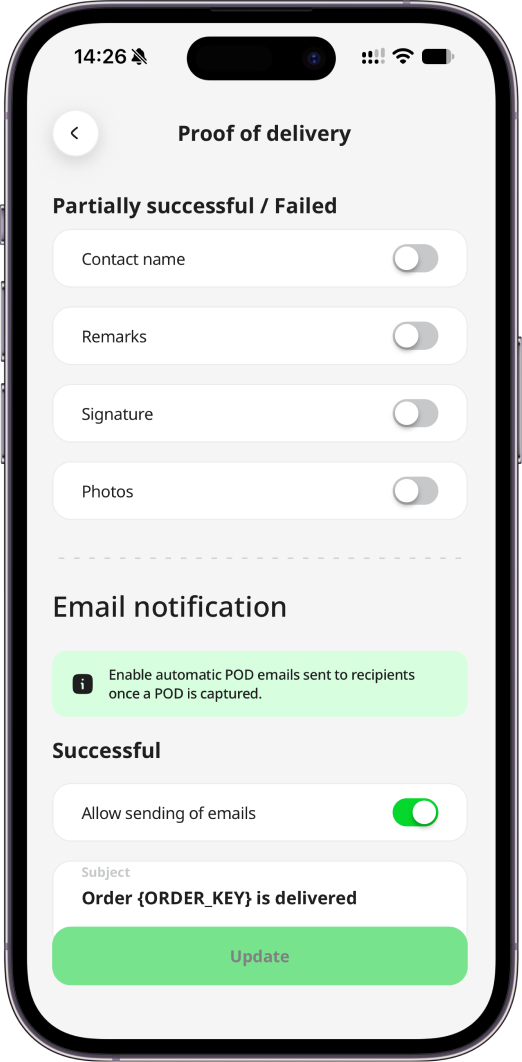 14:26
Proof of delivery
Partially successful / Failed
Contact name
Remarks
Signature
Photos
Email notification
Enable automatic POD emails sent to recipients
once a POD is captured.
Successful
Allow sending of emails
Subject
Order {ORDER_KEY} is delivered
Update